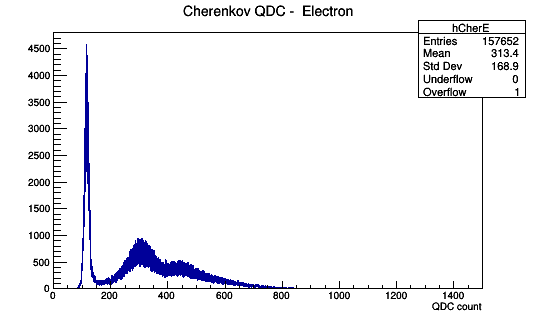 Cherenkov QDC - Electron
hCherE
Entries 157652
Mean 313.4
Std Dev 168.9
Underflow 0
Overflow 1
4500
4000
3500
3000
2500
2000
1500
1000
500
0
0 200 400 600 800 1000 1200 1400
QDC count